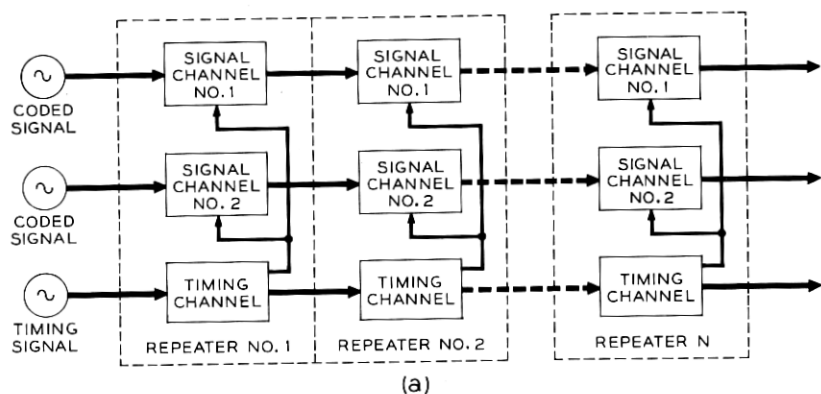 SIGNAL
CHANNEL
NO. 1
SIGNAL
CHANNEL
NO. 1
SIGNAL
CHANNEL
NO. 1
CODED
SIGNAL
SIGNAL
CHANNEL
NO. 2
SIGNAL
CHANNEL
NO. 2
SIGNAL
CHANNEL
NO. 2
CODED
SIGNAL
TIMING
CHANNEL
TIMING
CHANNEL
TIMING
CHANNEL
TIMING
SIGNAL
REPEATER NO. 1
REPEATER NO. 2
REPEATER N
(a)